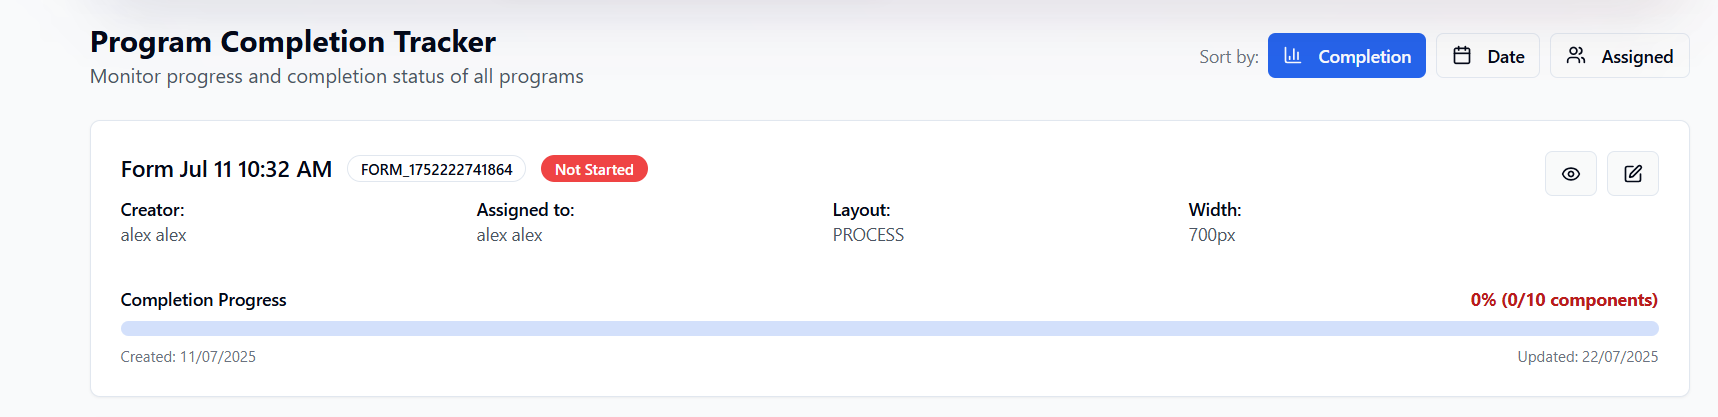 Program Completion Tracker
Monitor progress and completion status of all programs
Sort by: Completion Date Assigned
Form Jul 11 10:32 AM FORM_1752222741864 Not Started
Creator: Assigned to: Layout: Width:
alex alex alex alex PROCESS 700px
Completion Progress 0% (0/10 components)
Created: 11/07/2025 Updated: 22/07/2025